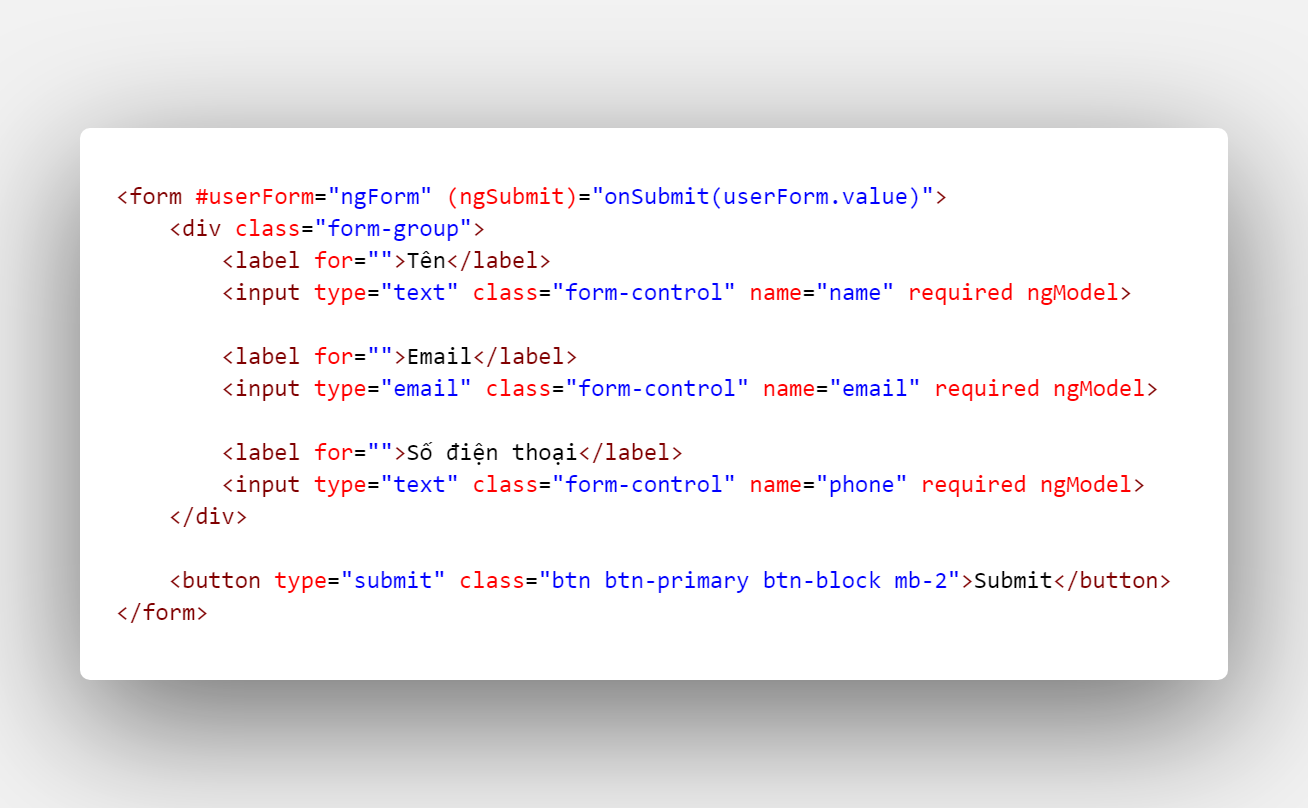 <form #userForm="ngForm" (ngSubmit)="onSubmit(userForm.value)">
    <div class="form-group">
        <label for="">Tên</label>
        <input type="text" class="form-control" name="name" required ngModel>

        <label for="">Email</label>
        <input type="email" class="form-control" name="email" required ngModel>

        <label for="">Số điện thoại</label>
        <input type="text" class="form-control" name="phone" required ngModel>
    </div>

    <button type="submit" class="btn btn-primary btn-block mb-2">Submit</button>
</form>